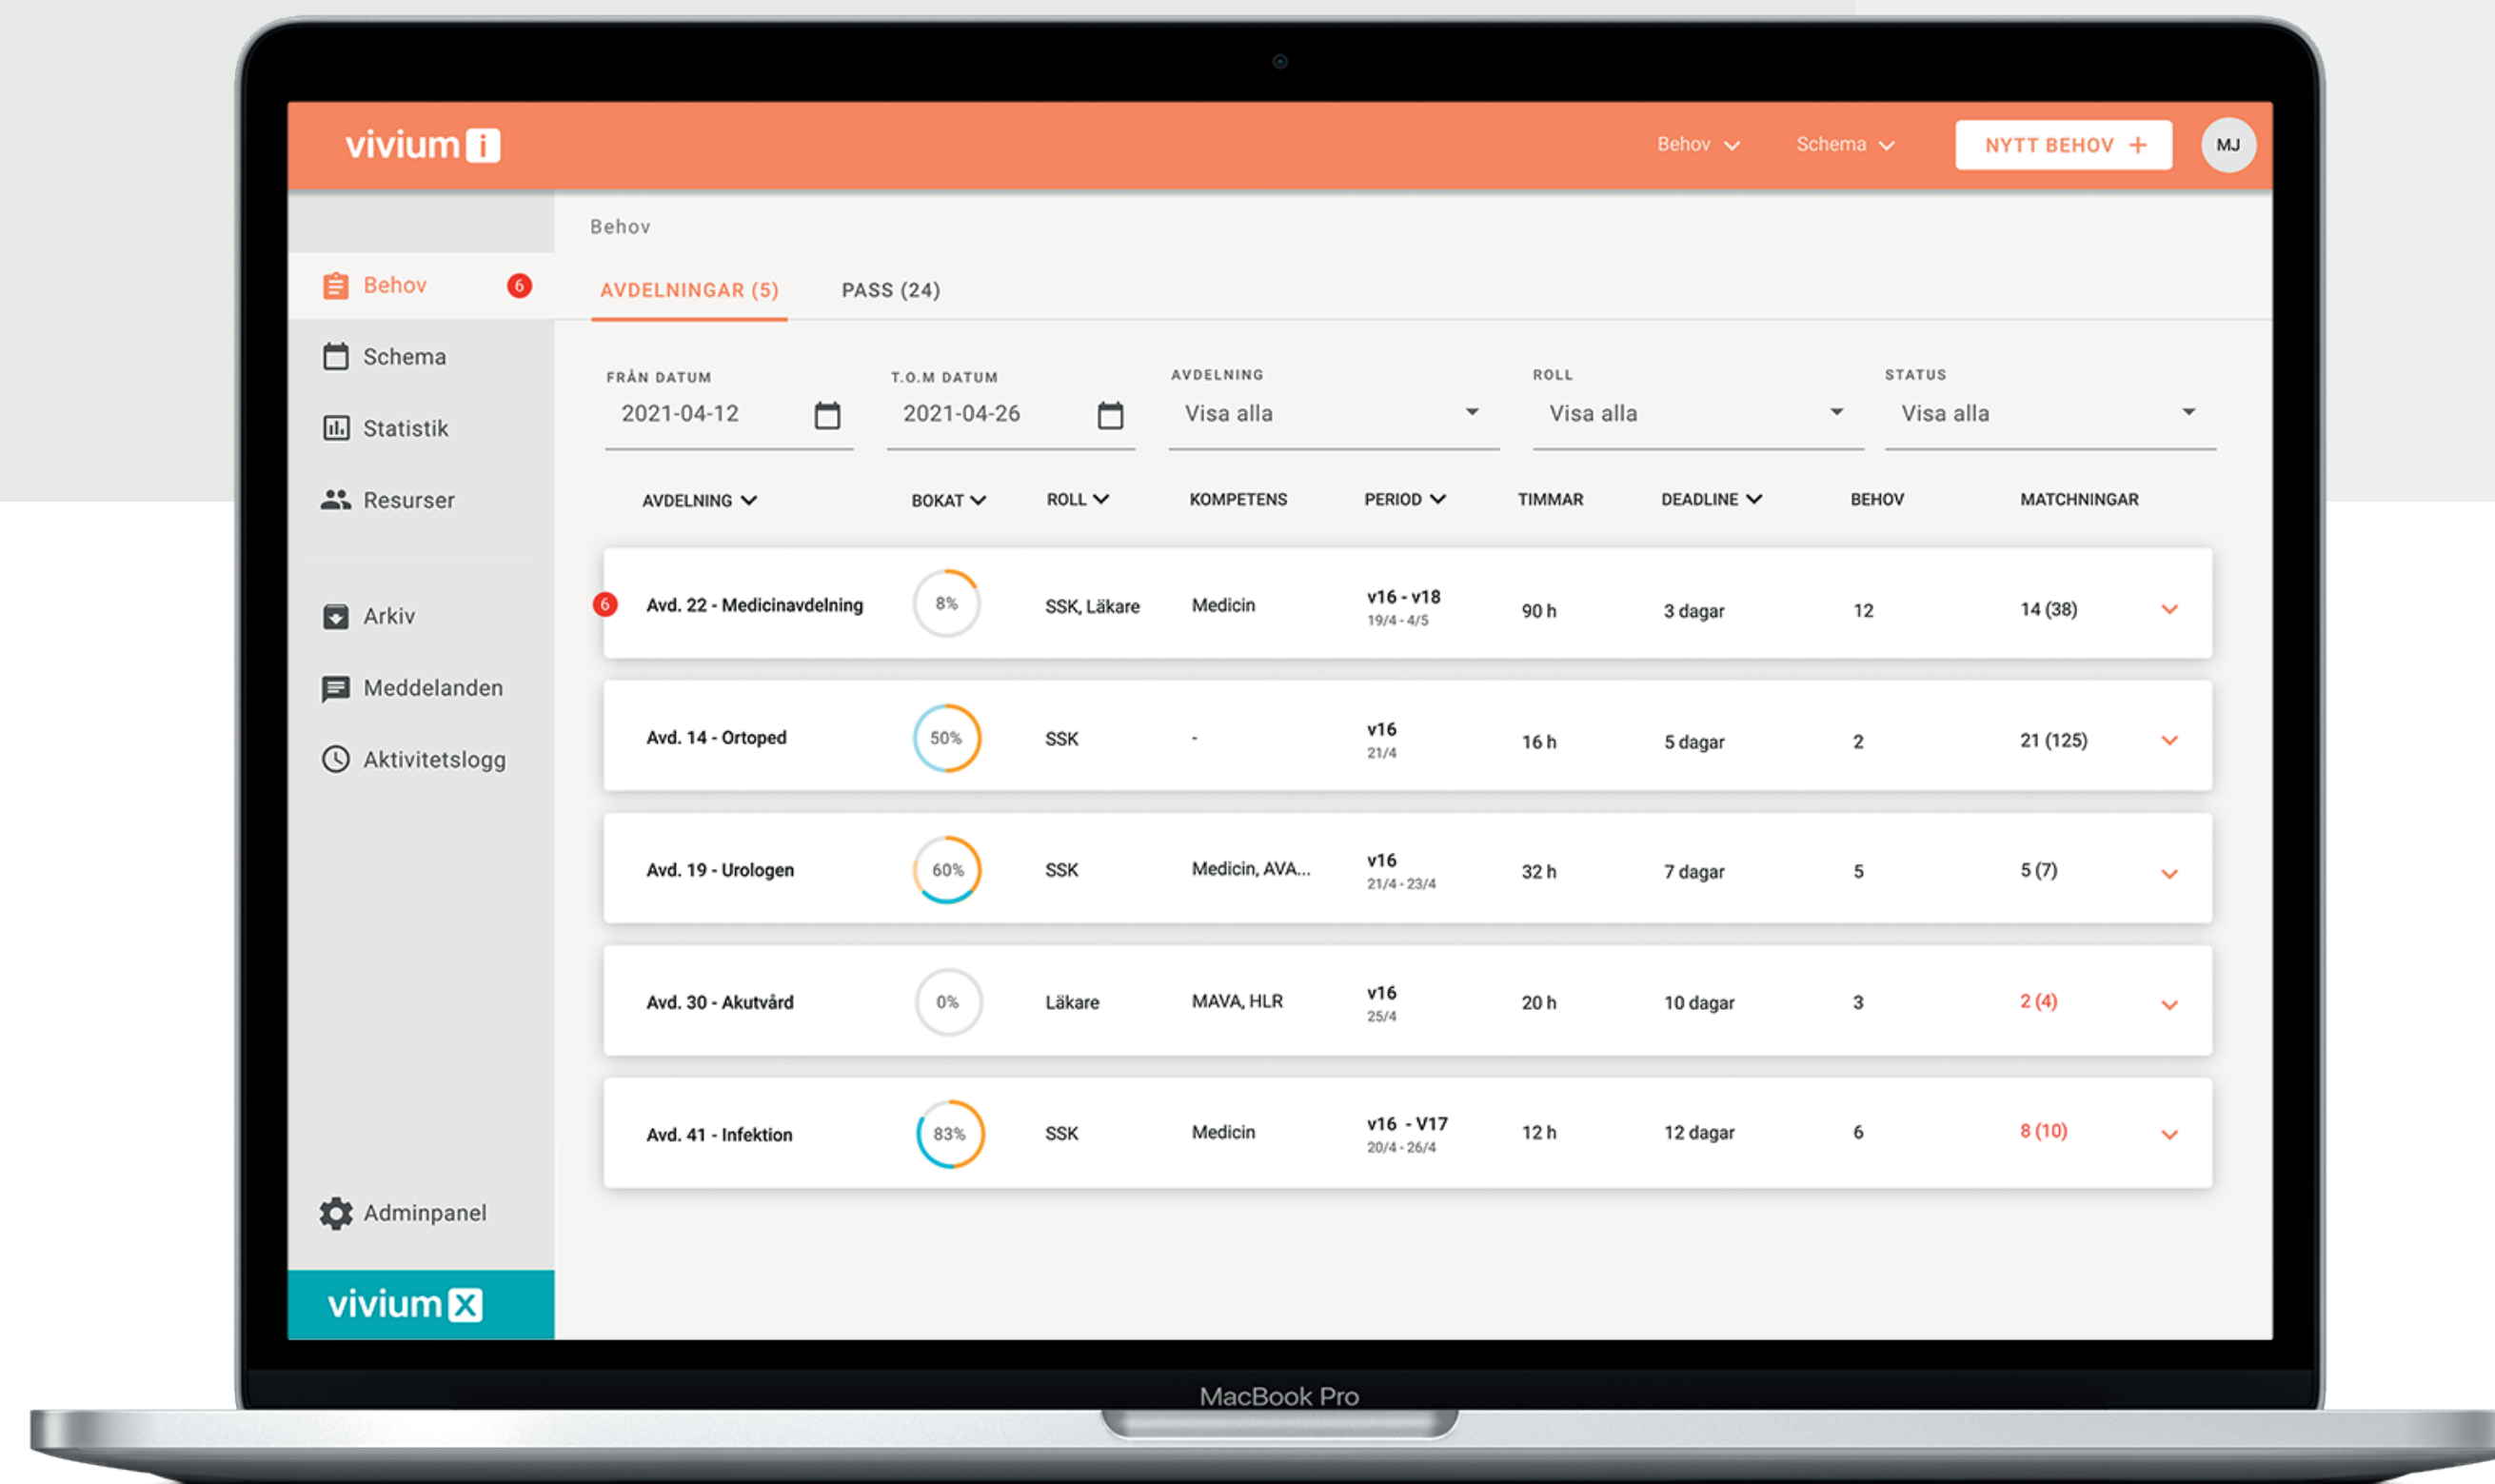 vivium i
Behov
Schema
NYTT BEHOV +
MJ
Behov
Behov 6
AVDELNINGAR (5)
PASS (24)
Schema
Statistik
Resurser
Arkiv
Meddelanden
Aktivitetslogg
Adminpanel
vivium X
FRÅN DATUM
2021-04-12
T.O.M DATUM
2021-04-26
AVDELNING
Visa alla
ROLL
Visa alla
STATUS
Visa alla
AVDELNING BOKAT ROLL KOMPETENS PERIOD TIMMAR DEADLINE BEHOV MATCHNINGAR
6 Avd. 22 - Medicinavdelning 8% SSK, Läkare Medicin v16 - v18 90 h 3 dagar 12 14 (38)
19/4 - 4/5
Avd. 14 - Ortoped 50% SSK - v16 16 h 5 dagar 2 21 (125)
21/4
Avd. 19 - Urologen 60% SSK Medicin, AVA... v16 32 h 7 dagar 5 5 (7)
21/4 - 23/4
Avd. 30 - Akutvård 0% Läkare MAVA, HLR v16 20 h 10 dagar 3 2 (4)
25/4
Avd. 41 - Infektion 83% SSK Medicin v16 - V17 12 h 12 dagar 6 8 (10)
20/4 - 26/4
MacBook Pro